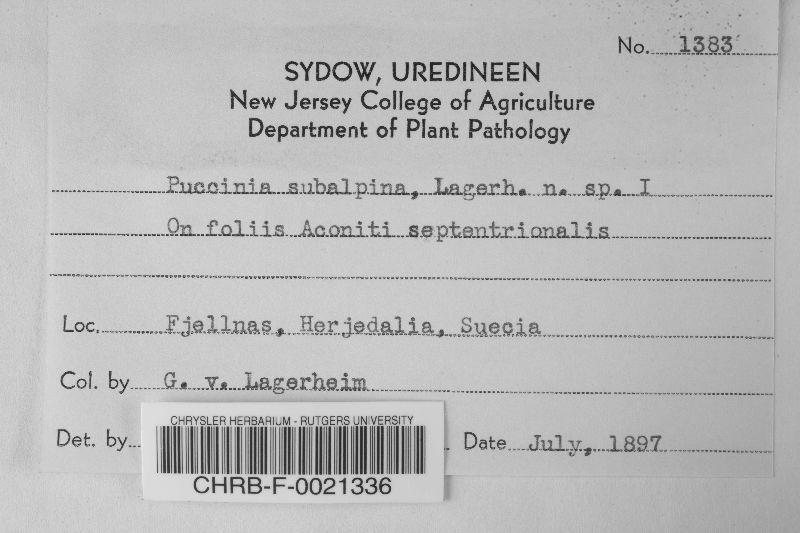 No. 1383
SYDOW, UREDINEEN
New Jersey College of Agriculture
Department of Plant Pathology
Puccinia subalpina, Lagerh. n. sp. I
On foliis Aconiti septentrionalis
Loc. Fjellnas, Herjedalia, Suecia
Col. by G. v. Lagerheim
Det. by Date July, 1897
CHRYSLER HERBARIUM - RUTGERS UNIVERSITY
CHRB-F-0021336